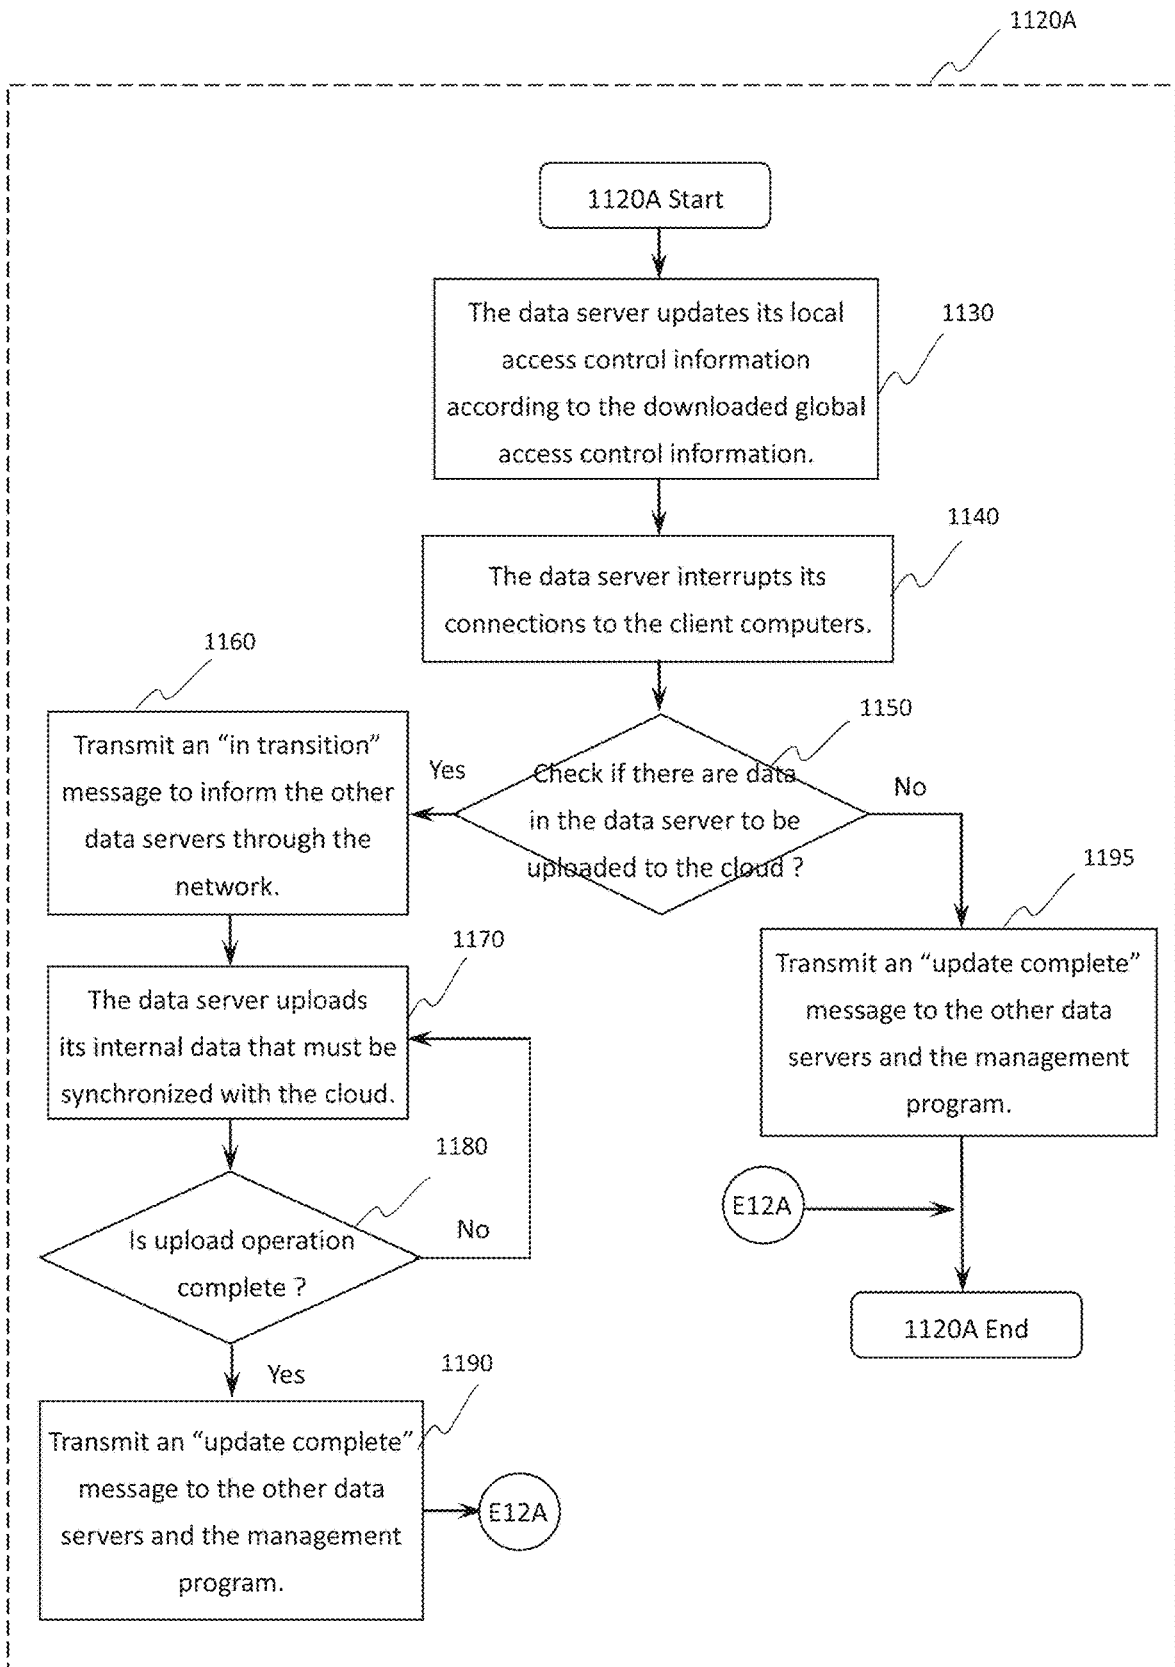 1120A
1120A Start
The data server updates its local
access control information
according to the downloaded global
access control information.
1130
The data server interrupts its
connections to the client computers.
1140
Check if there are data
in the data server to be
uploaded to the cloud ?
1150
Yes
No
1160
Transmit an “in transition”
message to inform the other
data servers through the
network.
1170
The data server uploads
its internal data that must be
synchronized with the cloud.
1180
Is upload operation
complete ?
No
Yes
1190
Transmit an “update complete”
message to the other data
servers and the management
program.
E12A
1195
Transmit an “update complete”
message to the other data
servers and the management
program.
E12A
1120A End